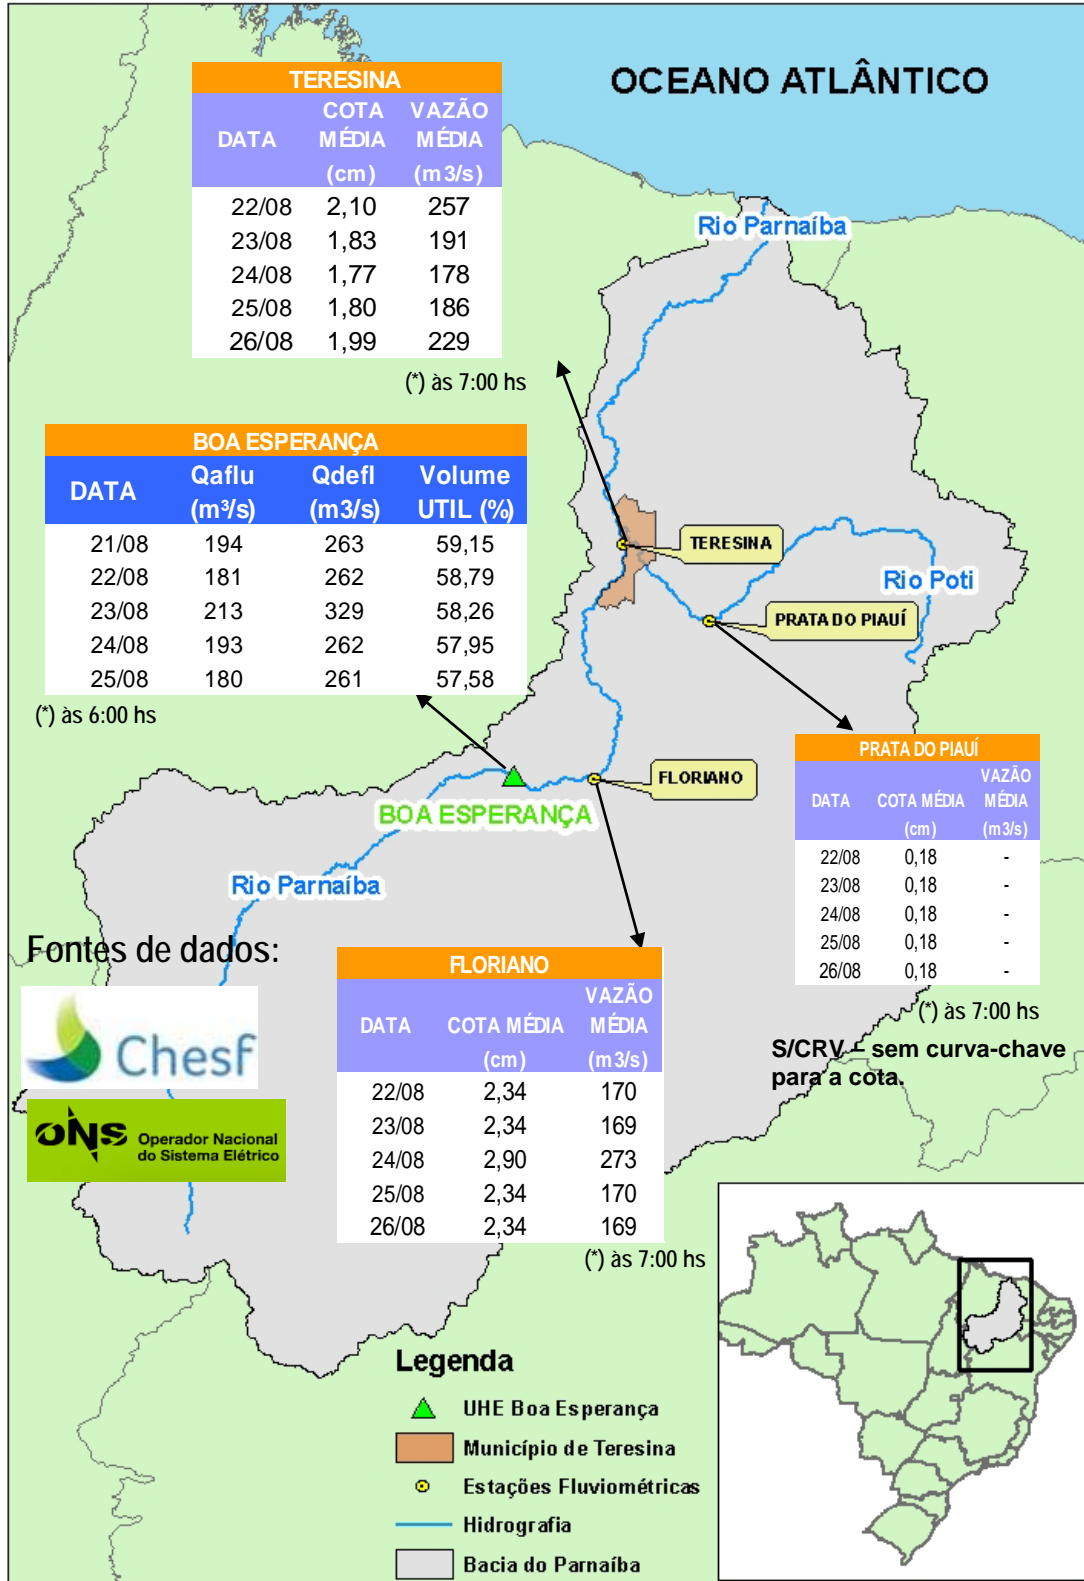 OCEANO ATLÂNTICO
TERESINA
DATA COTA MÉDIA (cm) VAZÃO MÉDIA (m3/s)
22/08 2,10 257
23/08 1,83 191
24/08 1,77 178
25/08 1,80 186
26/08 1,99 229
(*) às 7:00 hs
Rio Parnaíba
BOA ESPERANÇA
DATA Qaflu (m³/s) Qdefl (m3/s) Volume UTIL (%)
21/08 194 263 59,15
22/08 181 262 58,79
23/08 213 329 58,26
24/08 193 262 57,95
25/08 180 261 57,58
(*) às 6:00 hs
TERESINA
Rio Poti
PRATA DO PIAUÍ
FLORIANO
BOA ESPERANÇA
Rio Parnaíba
PRATA DO PIAUÍ
DATA COTA MÉDIA (cm) VAZÃO MÉDIA (m3/s)
22/08 0,18 -
23/08 0,18 -
24/08 0,18 -
25/08 0,18 -
26/08 0,18 -
(*) às 7:00 hs
S/CRV – sem curva-chave
para a cota.
Fontes de dados:
Chesf
ONS Operador Nacional
do Sistema Elétrico
FLORIANO
DATA COTA MÉDIA (cm) VAZÃO MÉDIA (m3/s)
22/08 2,34 170
23/08 2,34 169
24/08 2,90 273
25/08 2,34 170
26/08 2,34 169
(*) às 7:00 hs
Legenda
UHE Boa Esperança
Município de Teresina
Estações Fluviométricas
Hidrografia
Bacia do Parnaíba